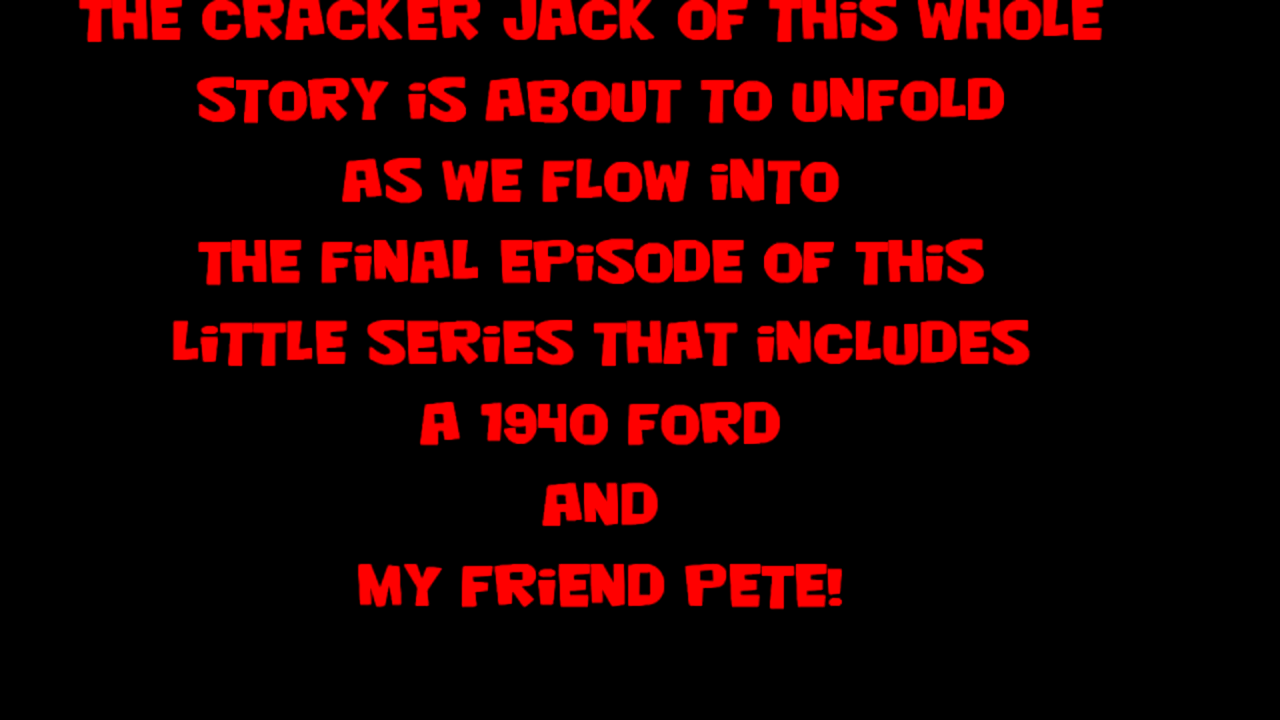 THE CRACKER JACK OF THiS WHOLE
STORY iS ABOUT TO UNFOLD
AS WE FLOW iNTO
THE FiNAL EPiSODE OF THiS
LiTTLE SERiES THAT iNCLUDES
A 1940 FORD
AND
MY FRiEND PETE!